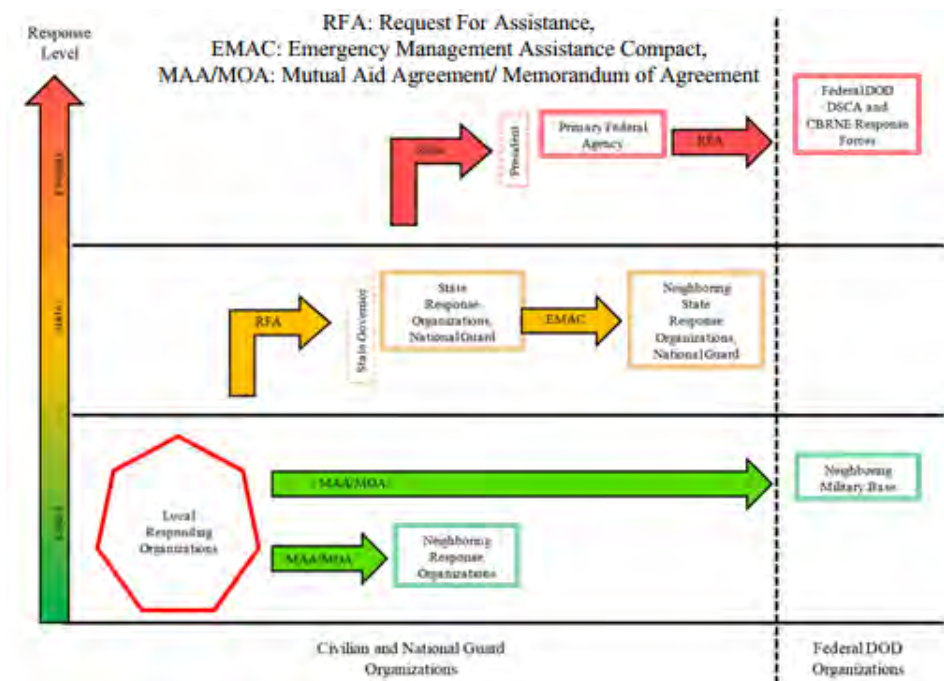 Response
Level
RFA: Request For Assistance,
EMAC: Emergency Management Assistance Compact,
MAA/MOA: Mutual Aid Agreement/ Memorandum of Agreement
President
Primary Federal
Agency
RFA
Federal DOD
DSCA and
CBRNE Response
Forces
RFA
State Governor
State
Response
Organizations,
National Guard
EMAC
Neighboring
State
Response
Organizations,
National Guard
Local
Responding
Organizations
MAA/MOA
Neighboring
Military Base
MAA/MOA
Neighboring
Response
Organizations
Civilian and National Guard
Organizations
Federal DOD
Organizations